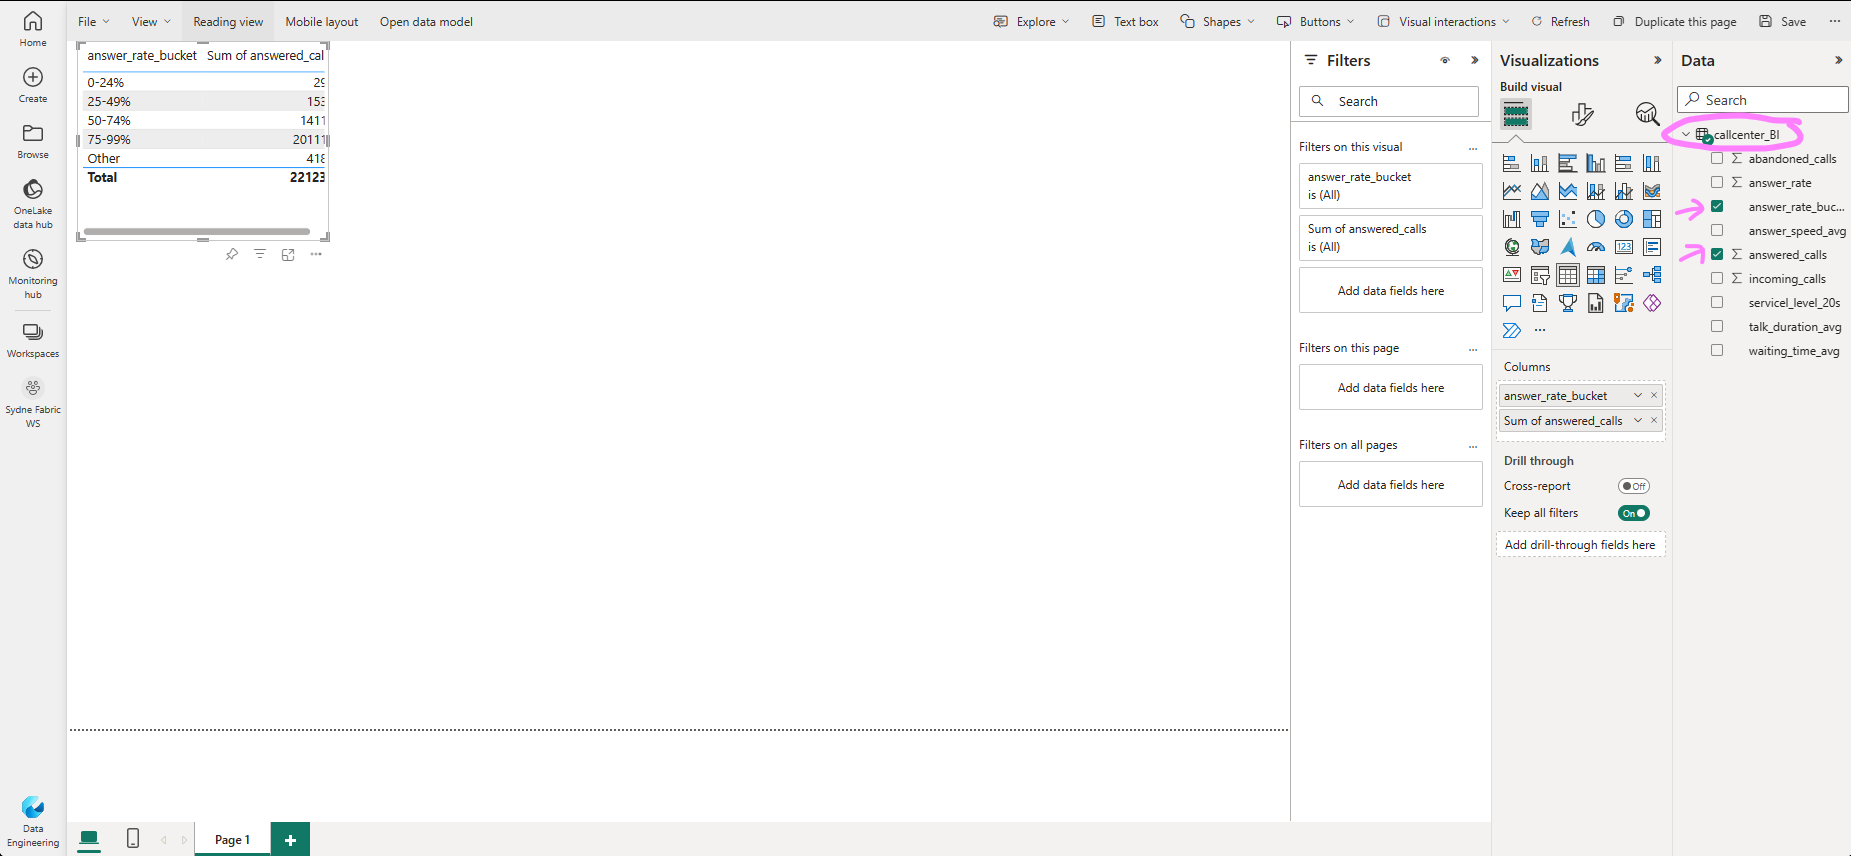 File View Reading view Mobile layout Open data model Explore Text box Shapes Buttons Visual interactions Refresh Duplicate this page Save ...
Home
Create
Browse
OneLake
data hub
Monitoring
hub
Workspaces
Sydne Fabric
WS
Data
Engineering
answer_rate_bucket Sum of answered_cal
0-24% 29
25-49% 153
50-74% 1411
75-99% 20111
Other 418
Total 22123
Page 1
Filters
Search
Filters on this visual ...
answer_rate_bucket
is (All)
Sum of answered_calls
is (All)
Add data fields here
Filters on this page ...
Add data fields here
Filters on all pages ...
Add data fields here
Visualizations
Build visual
123
...
Columns
answer_rate_bucket
Sum of answered_calls
Drill through
Cross-report Off
Keep all filters On
Add drill-through fields here
Data
Search
callcenter_BI
abandoned_calls
answer_rate
answer_rate_buc...
answer_speed_avg
answered_calls
incoming_calls
servicel_level_20s
talk_duration_avg
waiting_time_avg